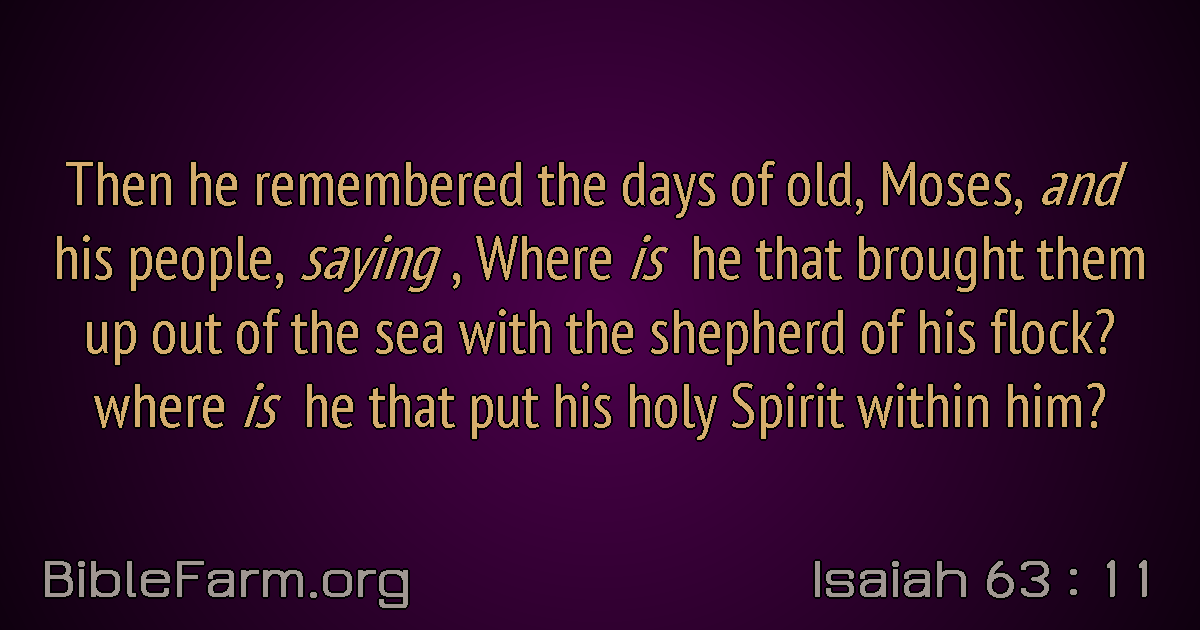 Then he remembered the days of old, Moses, and
his people, saying , Where is he that brought them
up out of the sea with the shepherd of his flock?
where is he that put his holy Spirit within him?
BibleFarm.org
Isaiah 63 : 11